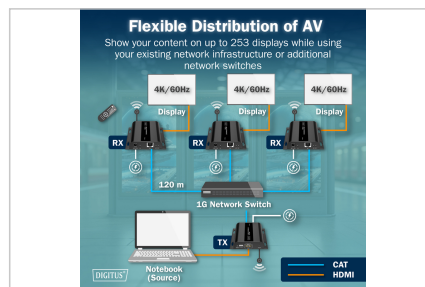 Flexible Distribution of AV
Show your content on up to 253 displays while using
your existing network infrastructure or additional
network switches
4K/60Hz
4K/60Hz
4K/60Hz
Display
Display
Display
RX
RX
RX
120 m
1G Network Switch
TX
Notebook
(Source)
CAT
HDMI
DIGITUS